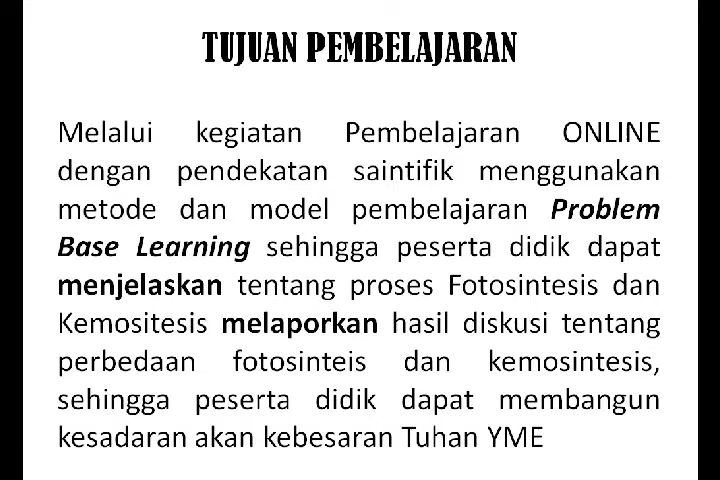 TUJUAN PEMBELAJARAN
Melalui kegiatan Pembelajaran ONLINE
dengan pendekatan saintifik menggunakan
metode dan model pembelajaran Problem
Base Learning sehingga peserta didik dapat
menjelaskan tentang proses Fotosintesis dan
Kemositesis melaporkan hasil diskusi tentang
perbedaan fotosinteis dan kemosintesis,
sehingga peserta didik dapat membangun
kesadaran akan kebesaran Tuhan YME